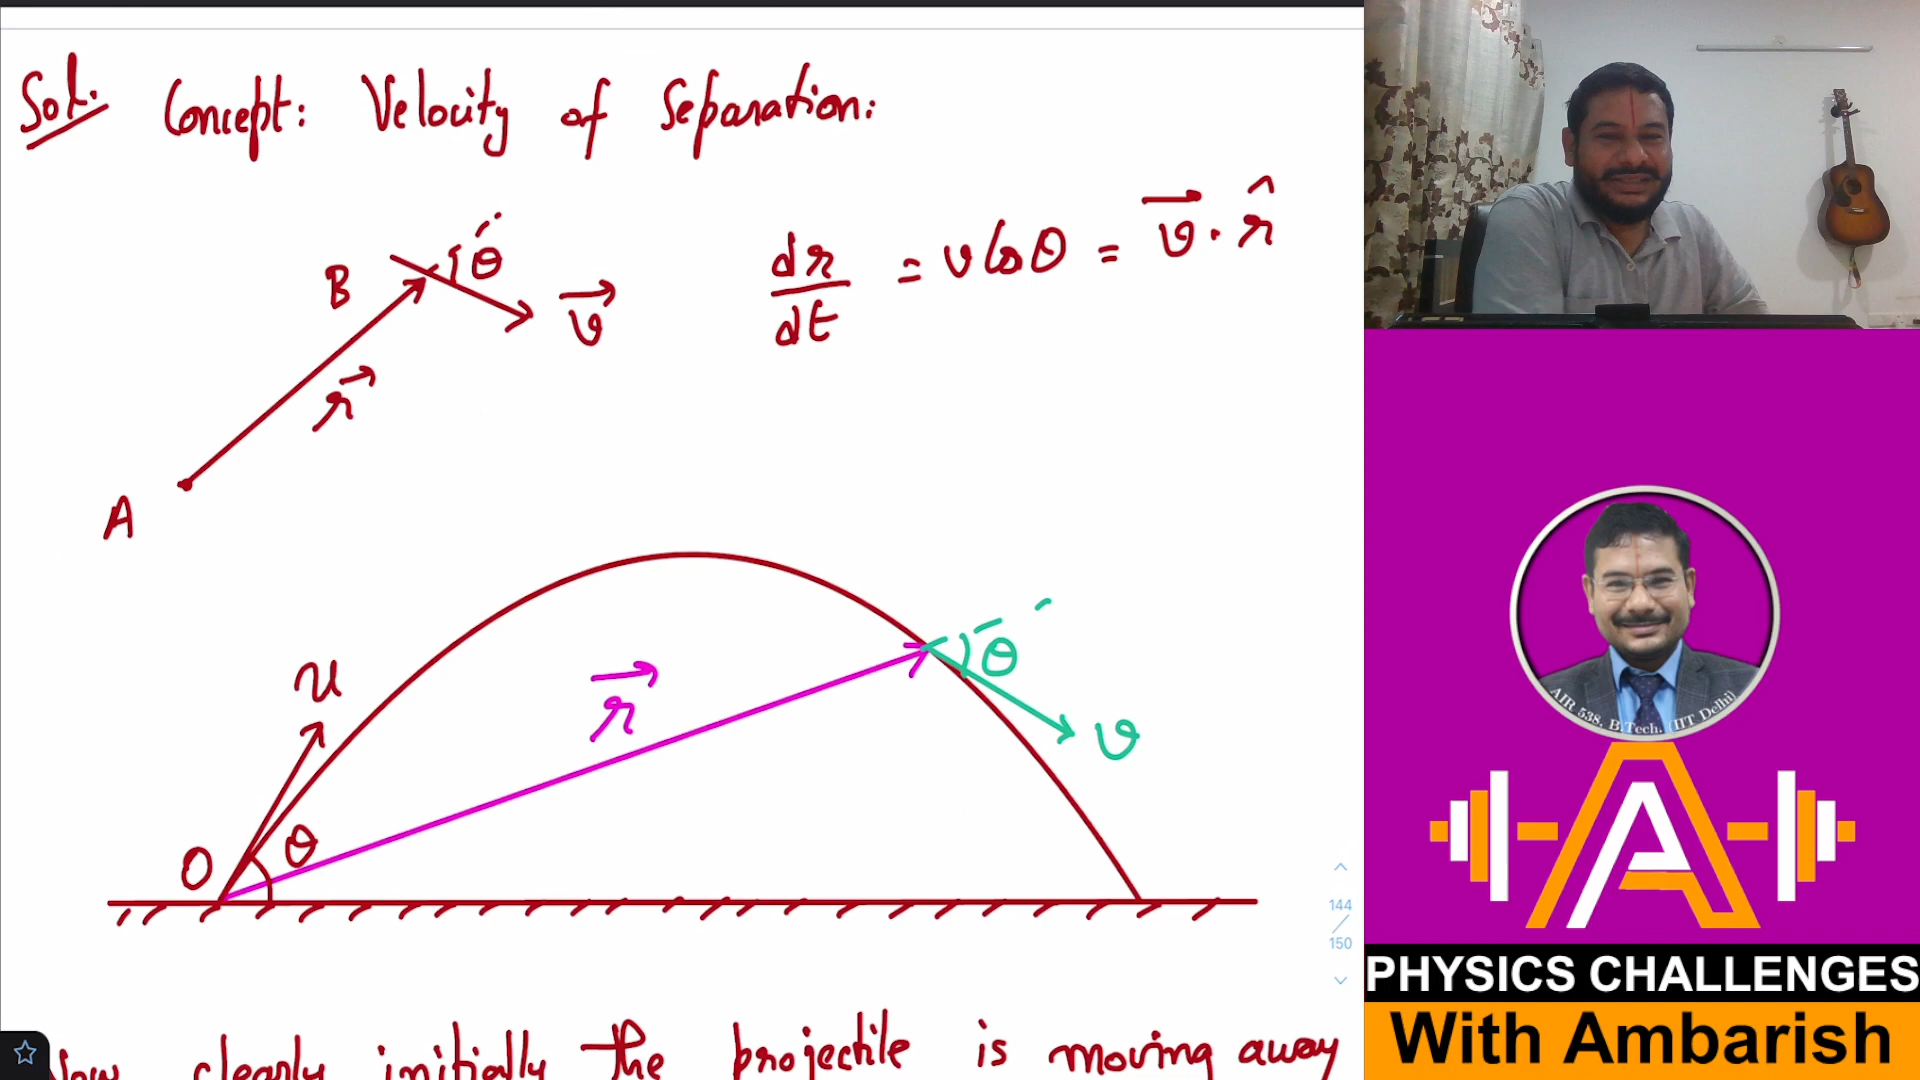 Sol. Concept: Velocity of Separation:
dr/dt = v cos θ = v⃗ . r̂
B
θ
v⃗
r⃗
A
u
r⃗
θ
v
O
θ
144
/
150
Now clearly initially the projectile is moving away
AIR 538, B.Tech. (IIT Delhi)
PHYSICS CHALLENGES
With Ambarish